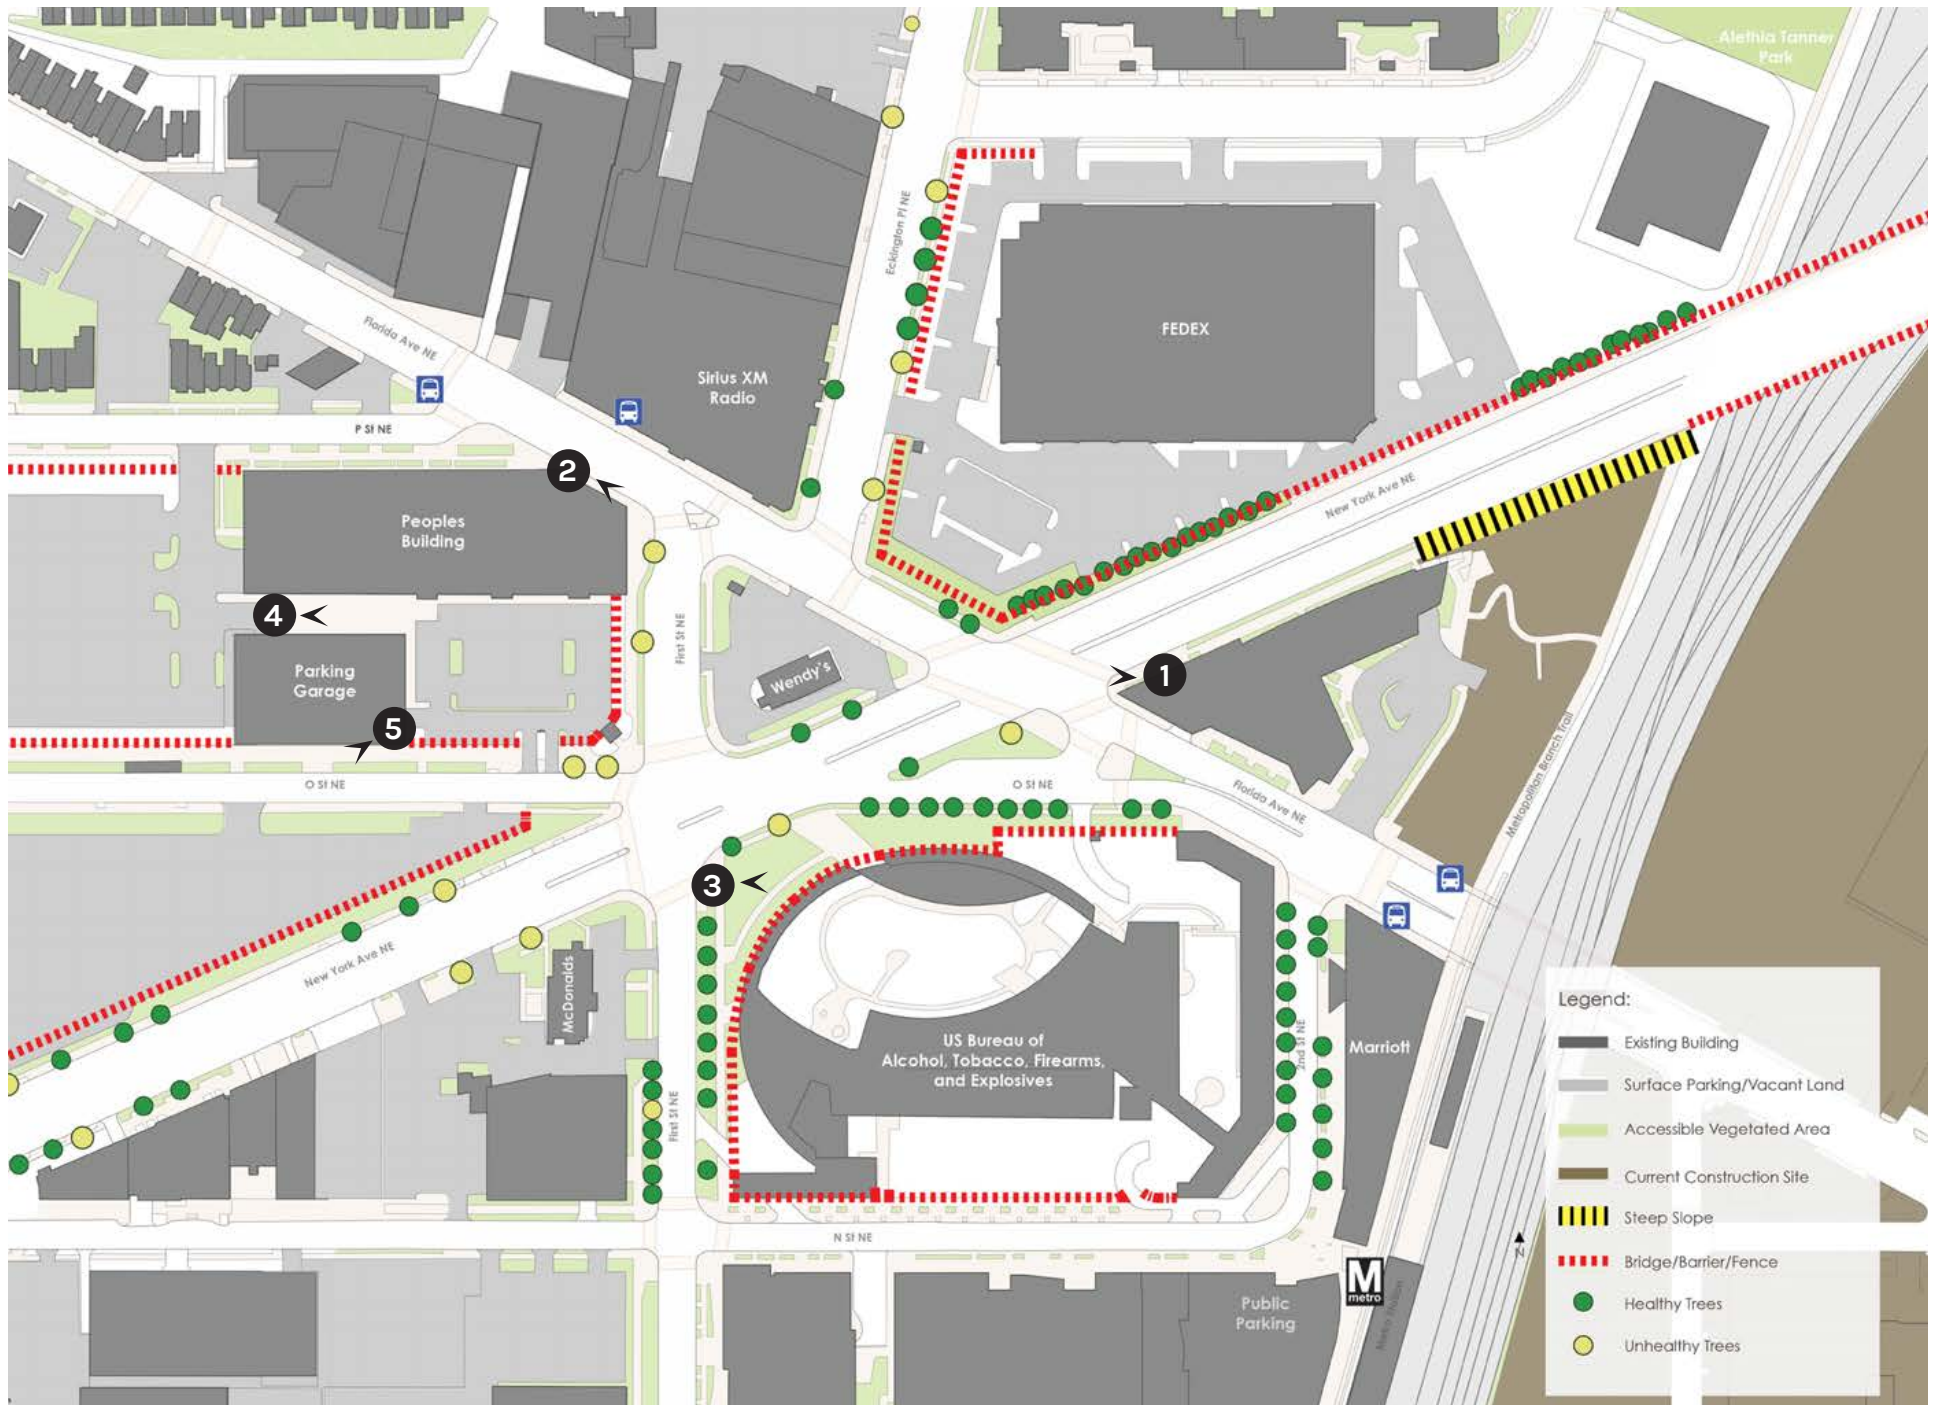 Alethia Tanner
Park
Eckington Pl NE
Florida Ave NE
FEDEX
Sirius XM
Radio
P St NE
2
New York Ave NE
Peoples
Building
4
First St NE
Wendy's
1
Parking
Garage
5
O St NE
O St NE
Florida Ave NE
Metropolitan Branch Trail
3
New York Ave NE
McDonalds
US Bureau of
Alcohol, Tobacco, Firearms,
and Explosives
2nd St NE
Marriott
First St NE
N St NE
Public
Parking
M
metro
Metro Station
N
Legend:
Existing Building
Surface Parking/Vacant Land
Accessible Vegetated Area
Current Construction Site
Steep Slope
Bridge/Barrier/Fence
Healthy Trees
Unhealthy Trees